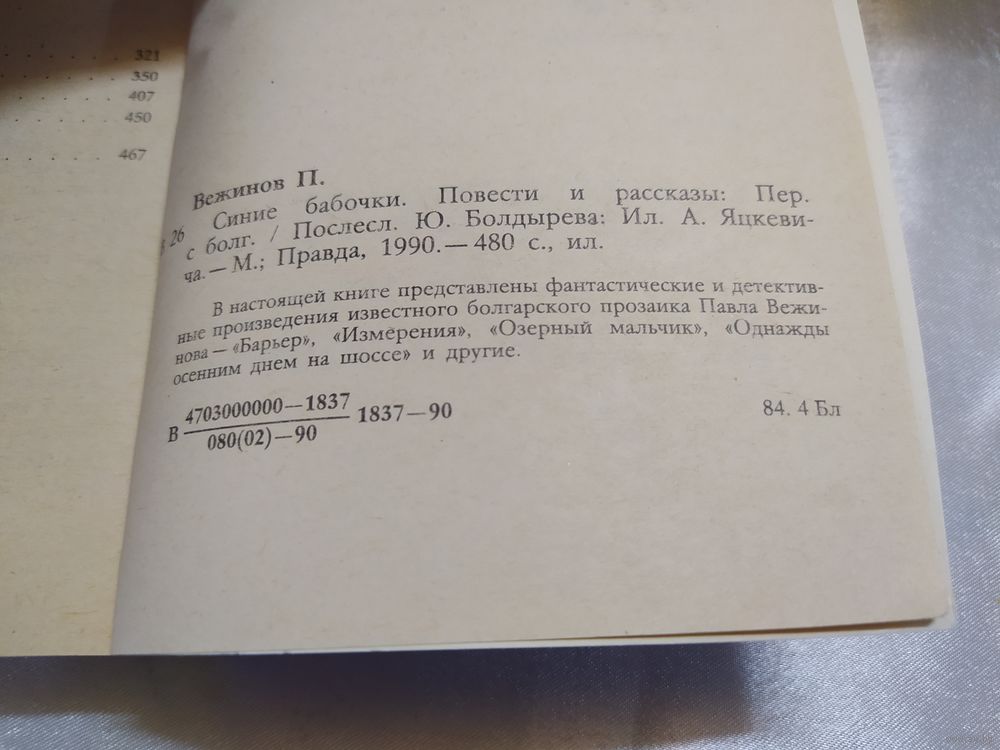 321
350
407
450
467
Вежинов П.
26 Синие бабочки. Повести и рассказы: Пер.
с болг. / Послесл. Ю. Болдырева: Ил. А. Яцкеви-
ча.— М.; Правда, 1990.— 480 с., ил.
В настоящей книге представлены фантастические и детектив-
ные произведения известного болгарского прозаика Павла Вежи-
нова — «Барьер», «Измерения», «Озерный мальчик», «Однажды
осенним днем на шоссе» и другие.
4703000000—1837
В 1837—90
080(02)—90
84. 4 Бл